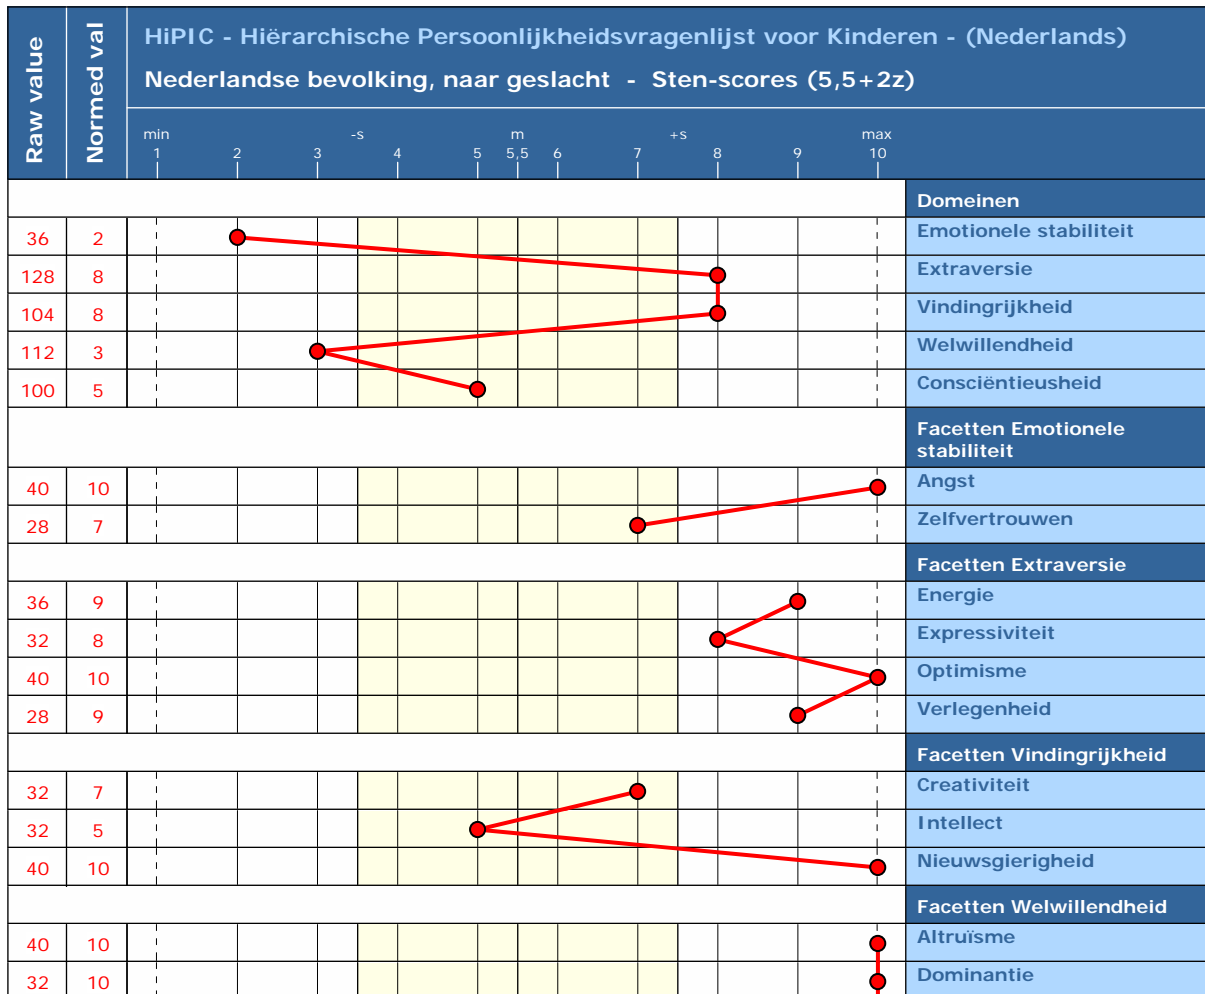 Raw value
Normed val
HiPIC - Hiërarchische Persoonlijkheidsvragenlijst voor Kinderen - (Nederlands)
Nederlandse bevolking, naar geslacht - Sten-scores (5,5+2z)
min -s m +s max
1 2 3 4 5 5,5 6 7 8 9 10
Domeinen
36 2 Emotionele stabiliteit
128 8 Extraversie
104 8 Vindingrijkheid
112 3 Welwillendheid
100 5 Consciëntieusheid
Facetten Emotionele
stabiliteit
40 10 Angst
28 7 Zelfvertrouwen
Facetten Extraversie
36 9 Energie
32 8 Expressiviteit
40 10 Optimisme
28 9 Verlegenheid
Facetten Vindingrijkheid
32 7 Creativiteit
32 5 Intellect
40 10 Nieuwsgierigheid
Facetten Welwillendheid
40 10 Altruïsme
32 10 Dominantie